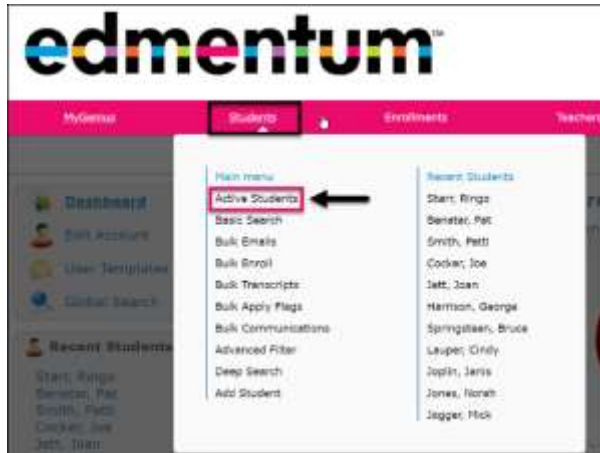 edmentum™
MyGenius Students Enrollments Teachers
Main menu
Active Students
Basic Search
Bulk Emails
Bulk Enroll
Bulk Transcripts
Bulk Apply Flags
Bulk Communications
Advanced Filter
Deep Search
Add Student
Recent Students
Starr, Ringo
Benatar, Pat
Smith, Patti
Cocker, Joe
Jett, Joan
Harrison, George
Springsteen, Bruce
Lauper, Cindy
Joplin, Janis
Jones, Norah
Jagger, Mick
Dashboard
Edit Account
User Templates
Global Search
Recent Students
Starr, Ringo
Benatar, Pat
Smith, Patti
Cocker, Joe
Jett, Joan